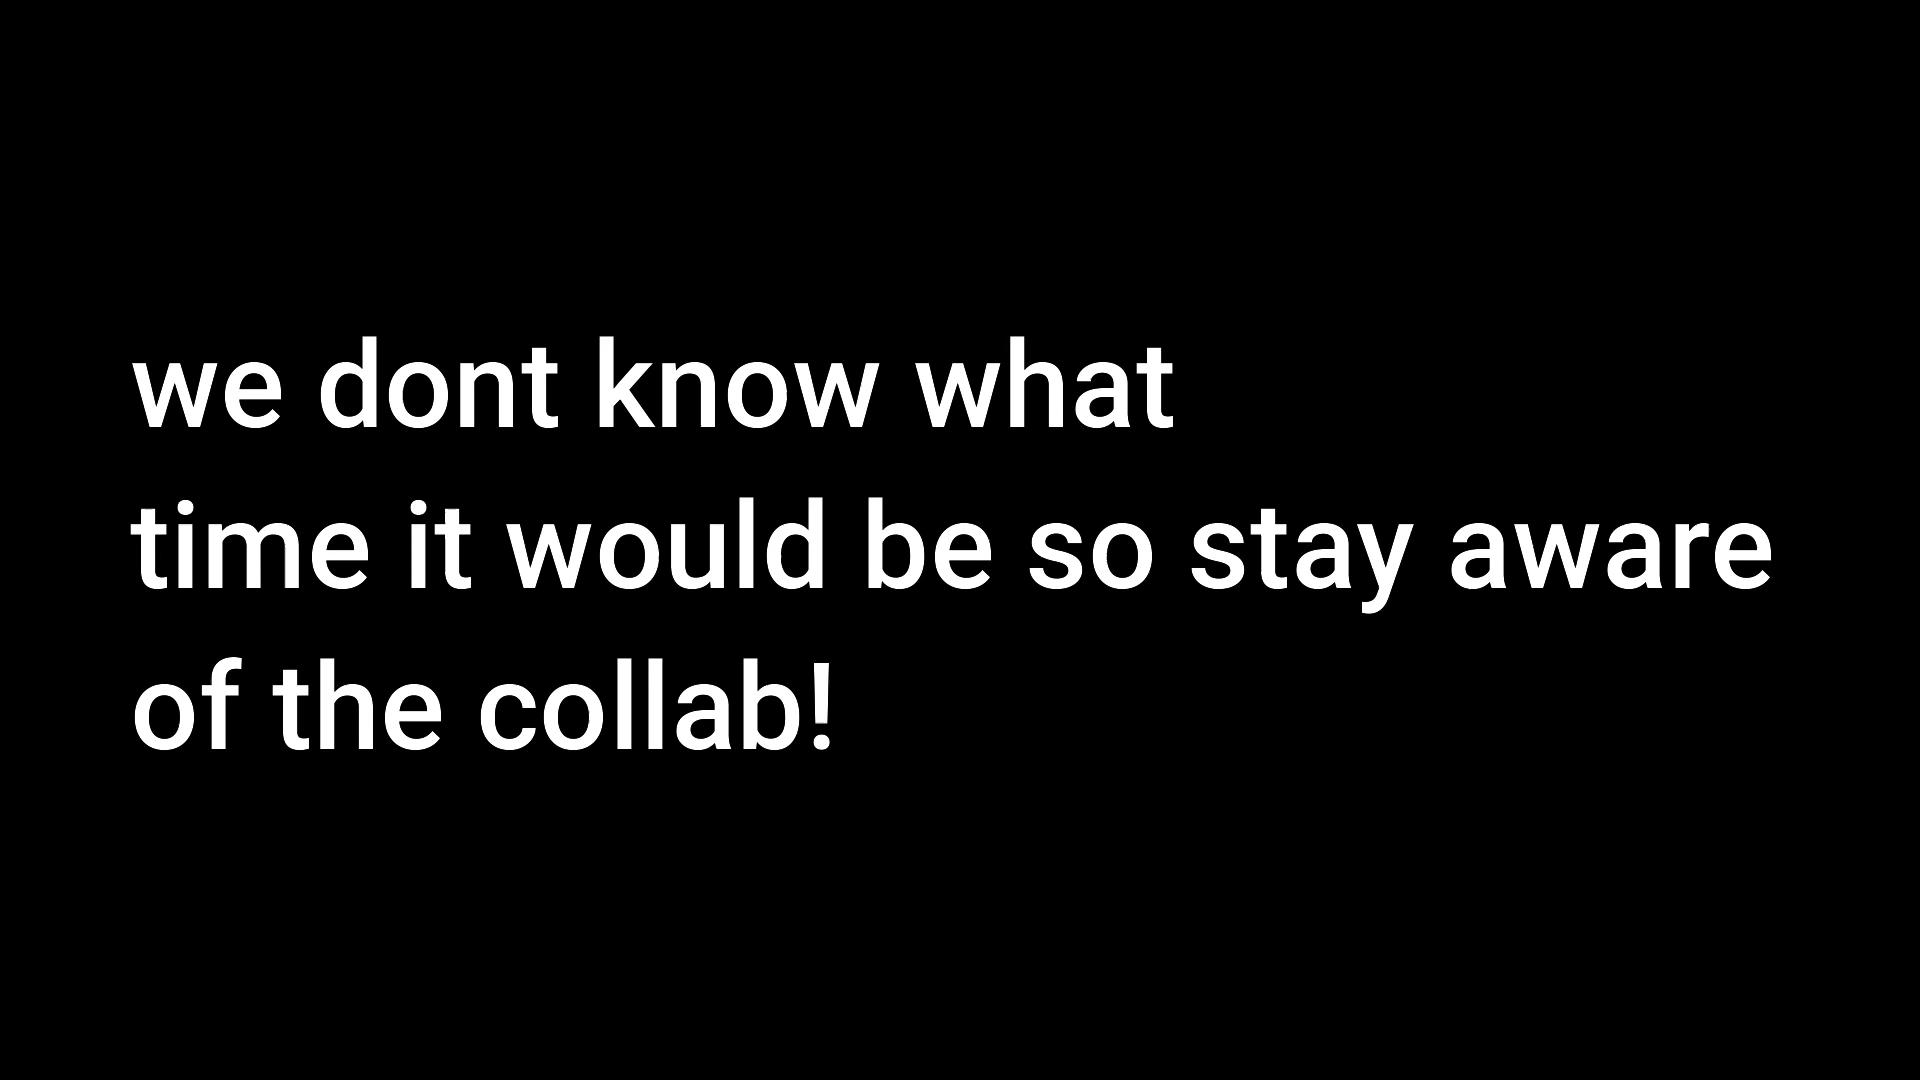 we dont know what
time it would be so stay aware
of the collab!